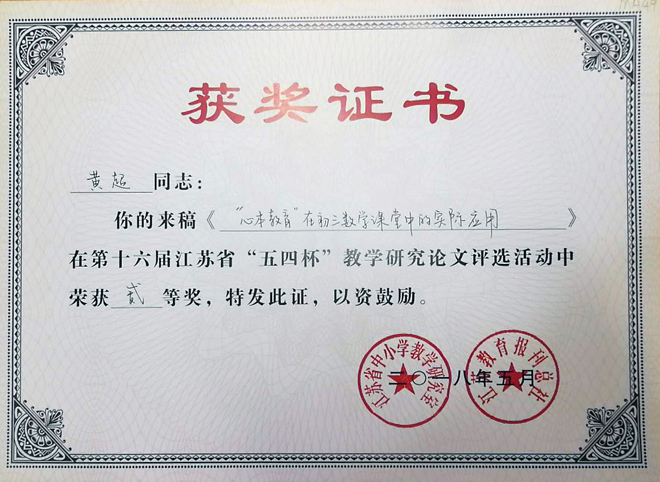 获奖证书
黄超同志：
你的来稿《“心本教育”在初三数学课堂中的实际应用》
在第十六届江苏省“五四杯”教学研究论文评选活动中
荣获贰等奖，特发此证，以资鼓励。
江苏省中小学教学研究室
江苏教育报刊总社
二〇一八年五月